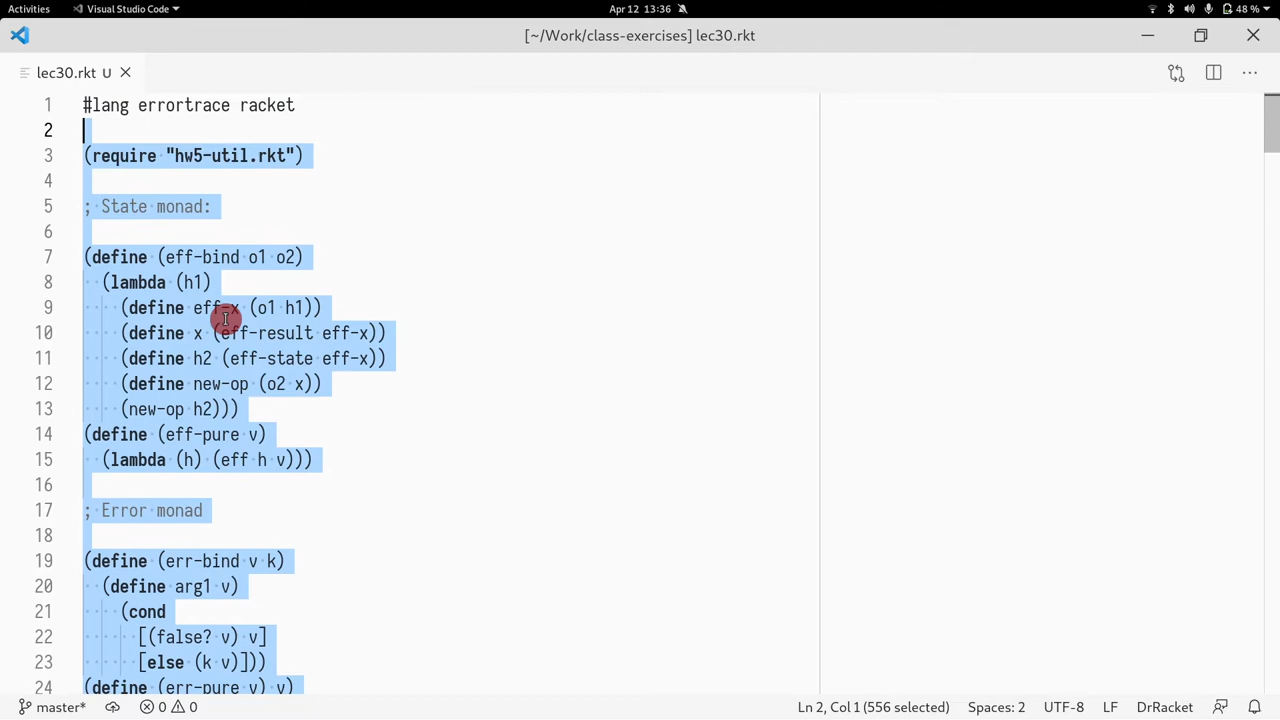 Activities Visual Studio Code Apr 12 13:36 48 %
[~/Work/class-exercises] lec30.rkt
lec30.rkt U
1 #lang errortrace racket
2
3 (require "hw5-util.rkt")
4
5 ; State monad:
6
7 (define (eff-bind o1 o2)
8 (lambda (h1)
9 (define eff-x (o1 h1))
10 (define x (eff-result eff-x))
11 (define h2 (eff-state eff-x))
12 (define new-op (o2 x))
13 (new-op h2)))
14 (define (eff-pure v)
15 (lambda (h) (eff h v)))
16
17 ; Error monad
18
19 (define (err-bind v k)
20 (define arg1 v)
21 (cond
22 [(false? v) v]
23 [else (k v)]))
24 (define (err-pure v) v)
master* 0 0 Ln 2, Col 1 (556 selected) Spaces: 2 UTF-8 LF DrRacket